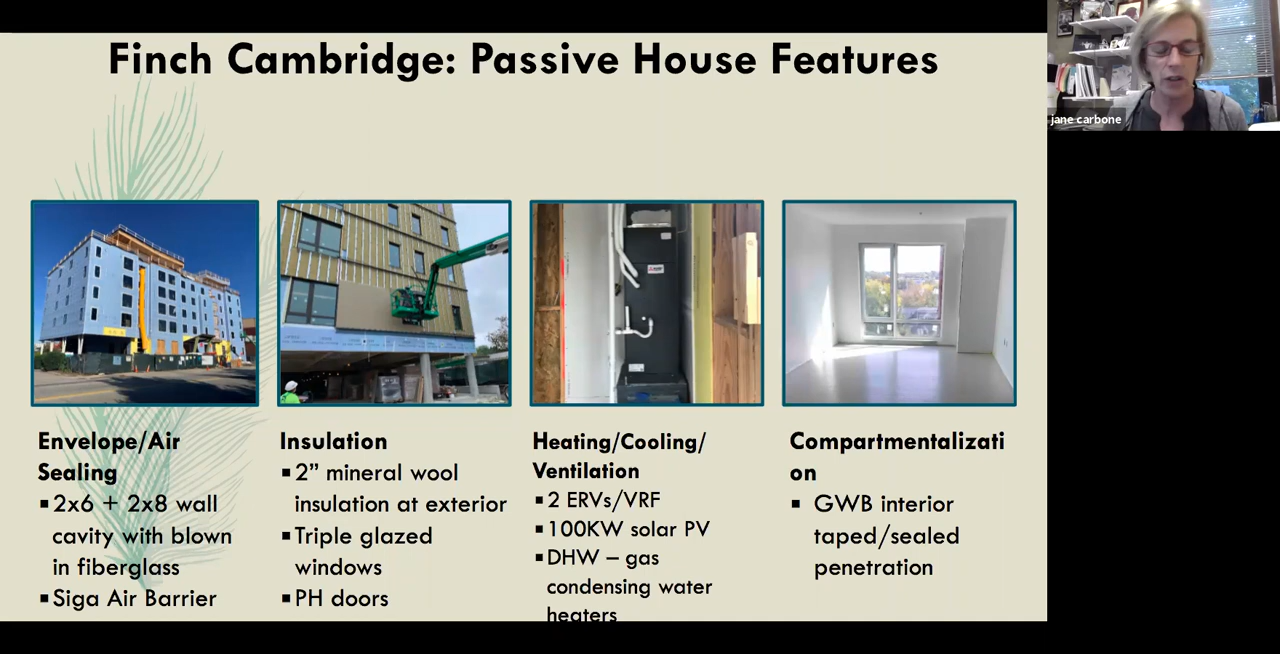 Finch Cambridge: Passive House Features
jane carbone
Envelope/Air
Sealing
▪2x6 + 2x8 wall
cavity with blown
in fiberglass
▪Siga Air Barrier
Insulation
▪2” mineral wool
insulation at exterior
▪Triple glazed
windows
▪PH doors
Heating/Cooling/
Ventilation
▪2 ERVs/VRF
▪100KW solar PV
▪DHW – gas
condensing water
heaters
Compartmentalizati
on
▪ GWB interior
taped/sealed
penetration